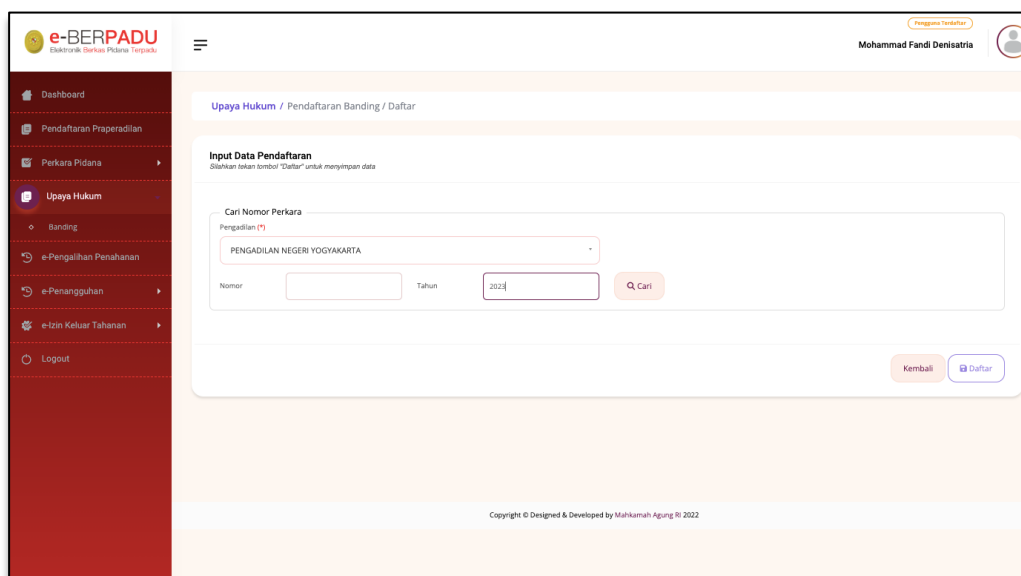 e-BERPADU
Elektronik Berkas Pidana Terpadu
Pengguna Terdaftar
Mohammad Fandi Denisatria
Dashboard
Pendaftaran Praperadilan
Perkara Pidana
Upaya Hukum
Banding
e-Pengalihan Penahanan
e-Penangguhan
e-Izin Keluar Tahanan
Logout
Upaya Hukum / Pendaftaran Banding / Daftar
Input Data Pendaftaran
Silahkan tekan tombol "Daftar" untuk menyimpan data
Cari Nomor Perkara
Pengadilan (*)
PENGADILAN NEGERI YOGYAKARTA
Nomor Tahun 2023 Cari
Kembali Daftar
Copyright © Designed & Developed by Mahkamah Agung RI 2022